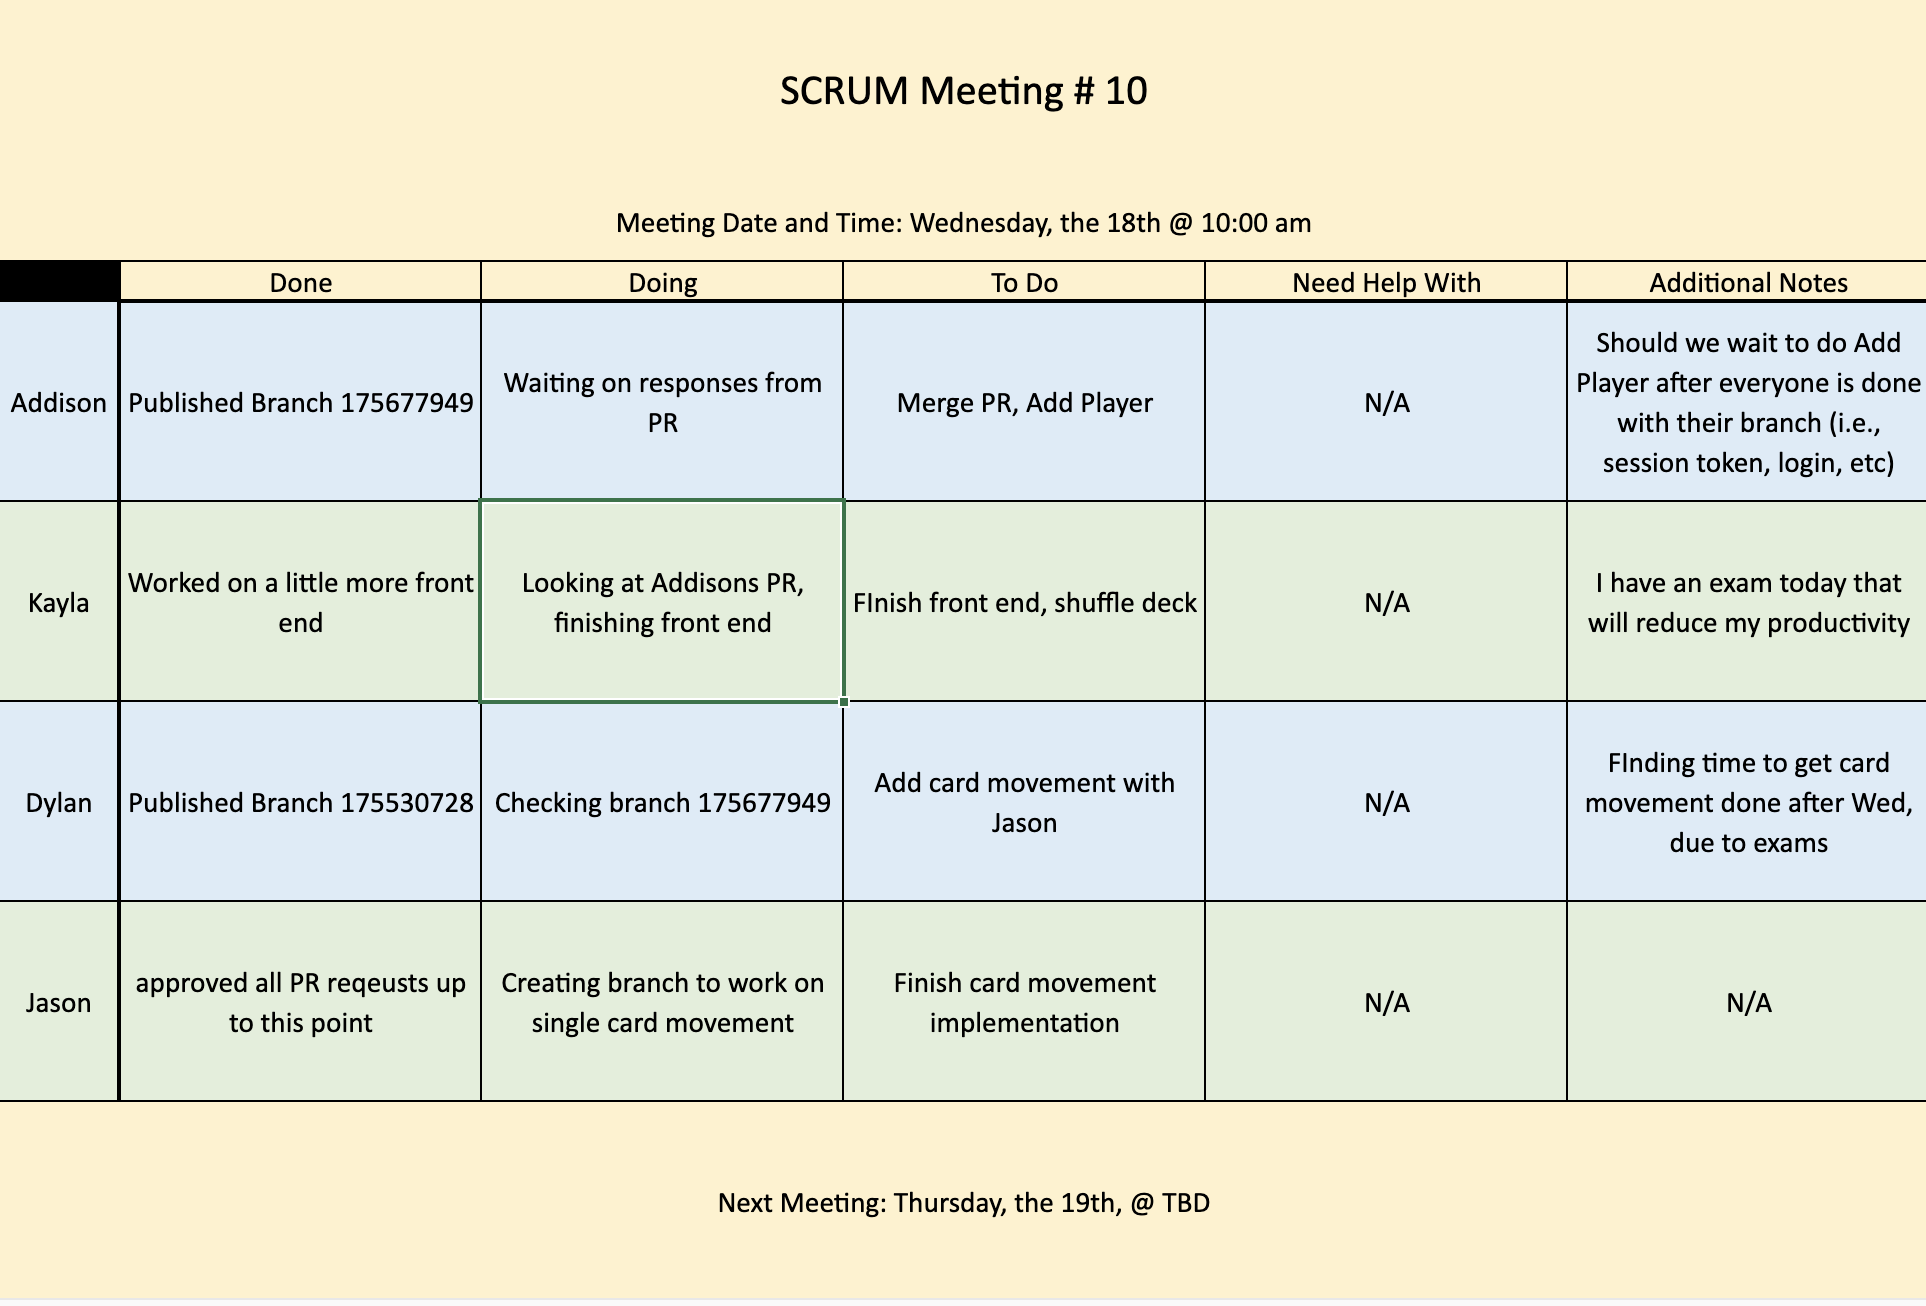 SCRUM Meeting # 10
Meeting Date and Time: Wednesday, the 18th @ 10:00 am
Done
Doing
To Do
Need Help With
Additional Notes
Addison
Published Branch 175677949
Waiting on responses from
PR
Merge PR, Add Player
N/A
Should we wait to do Add
Player after everyone is done
with their branch (i.e.,
session token, login, etc)
Kayla
Worked on a little more front
end
Looking at Addisons PR,
finishing front end
FInish front end, shuffle deck
N/A
I have an exam today that
will reduce my productivity
Dylan
Published Branch 175530728
Checking branch 175677949
Add card movement with
Jason
N/A
FInding time to get card
movement done after Wed,
due to exams
Jason
approved all PR reqeusts up
to this point
Creating branch to work on
single card movement
Finish card movement
implementation
N/A
N/A
Next Meeting: Thursday, the 19th, @ TBD